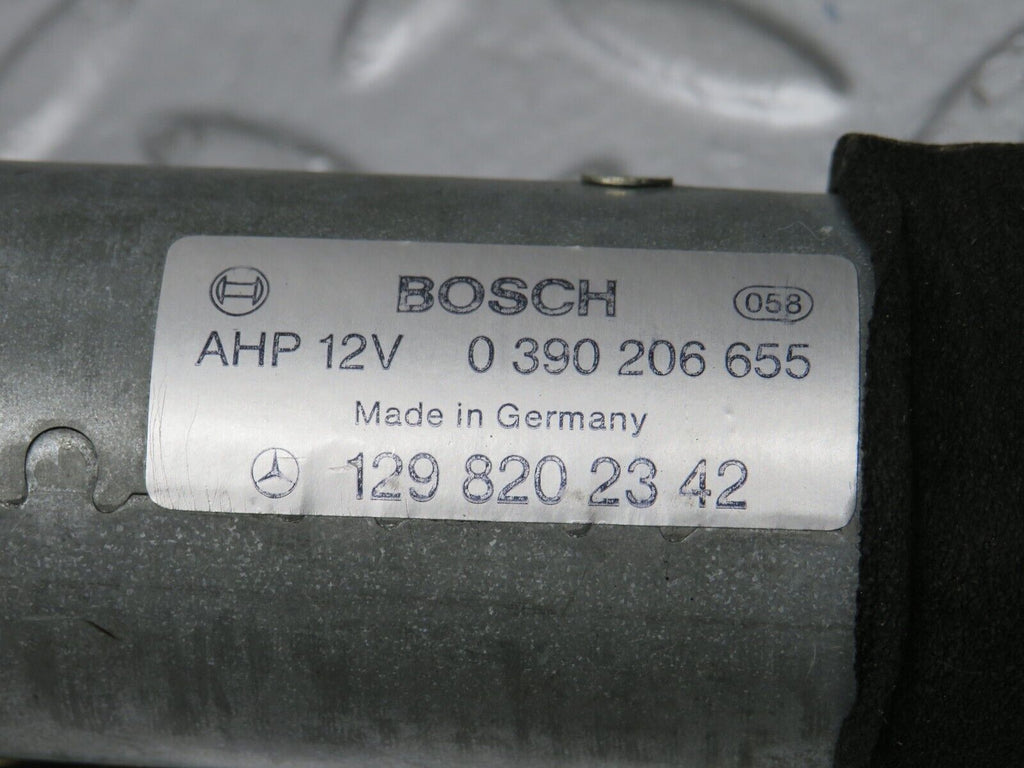 BOSCH 058
AHP 12V 0 390 206 655
Made in Germany
129 820 23 42